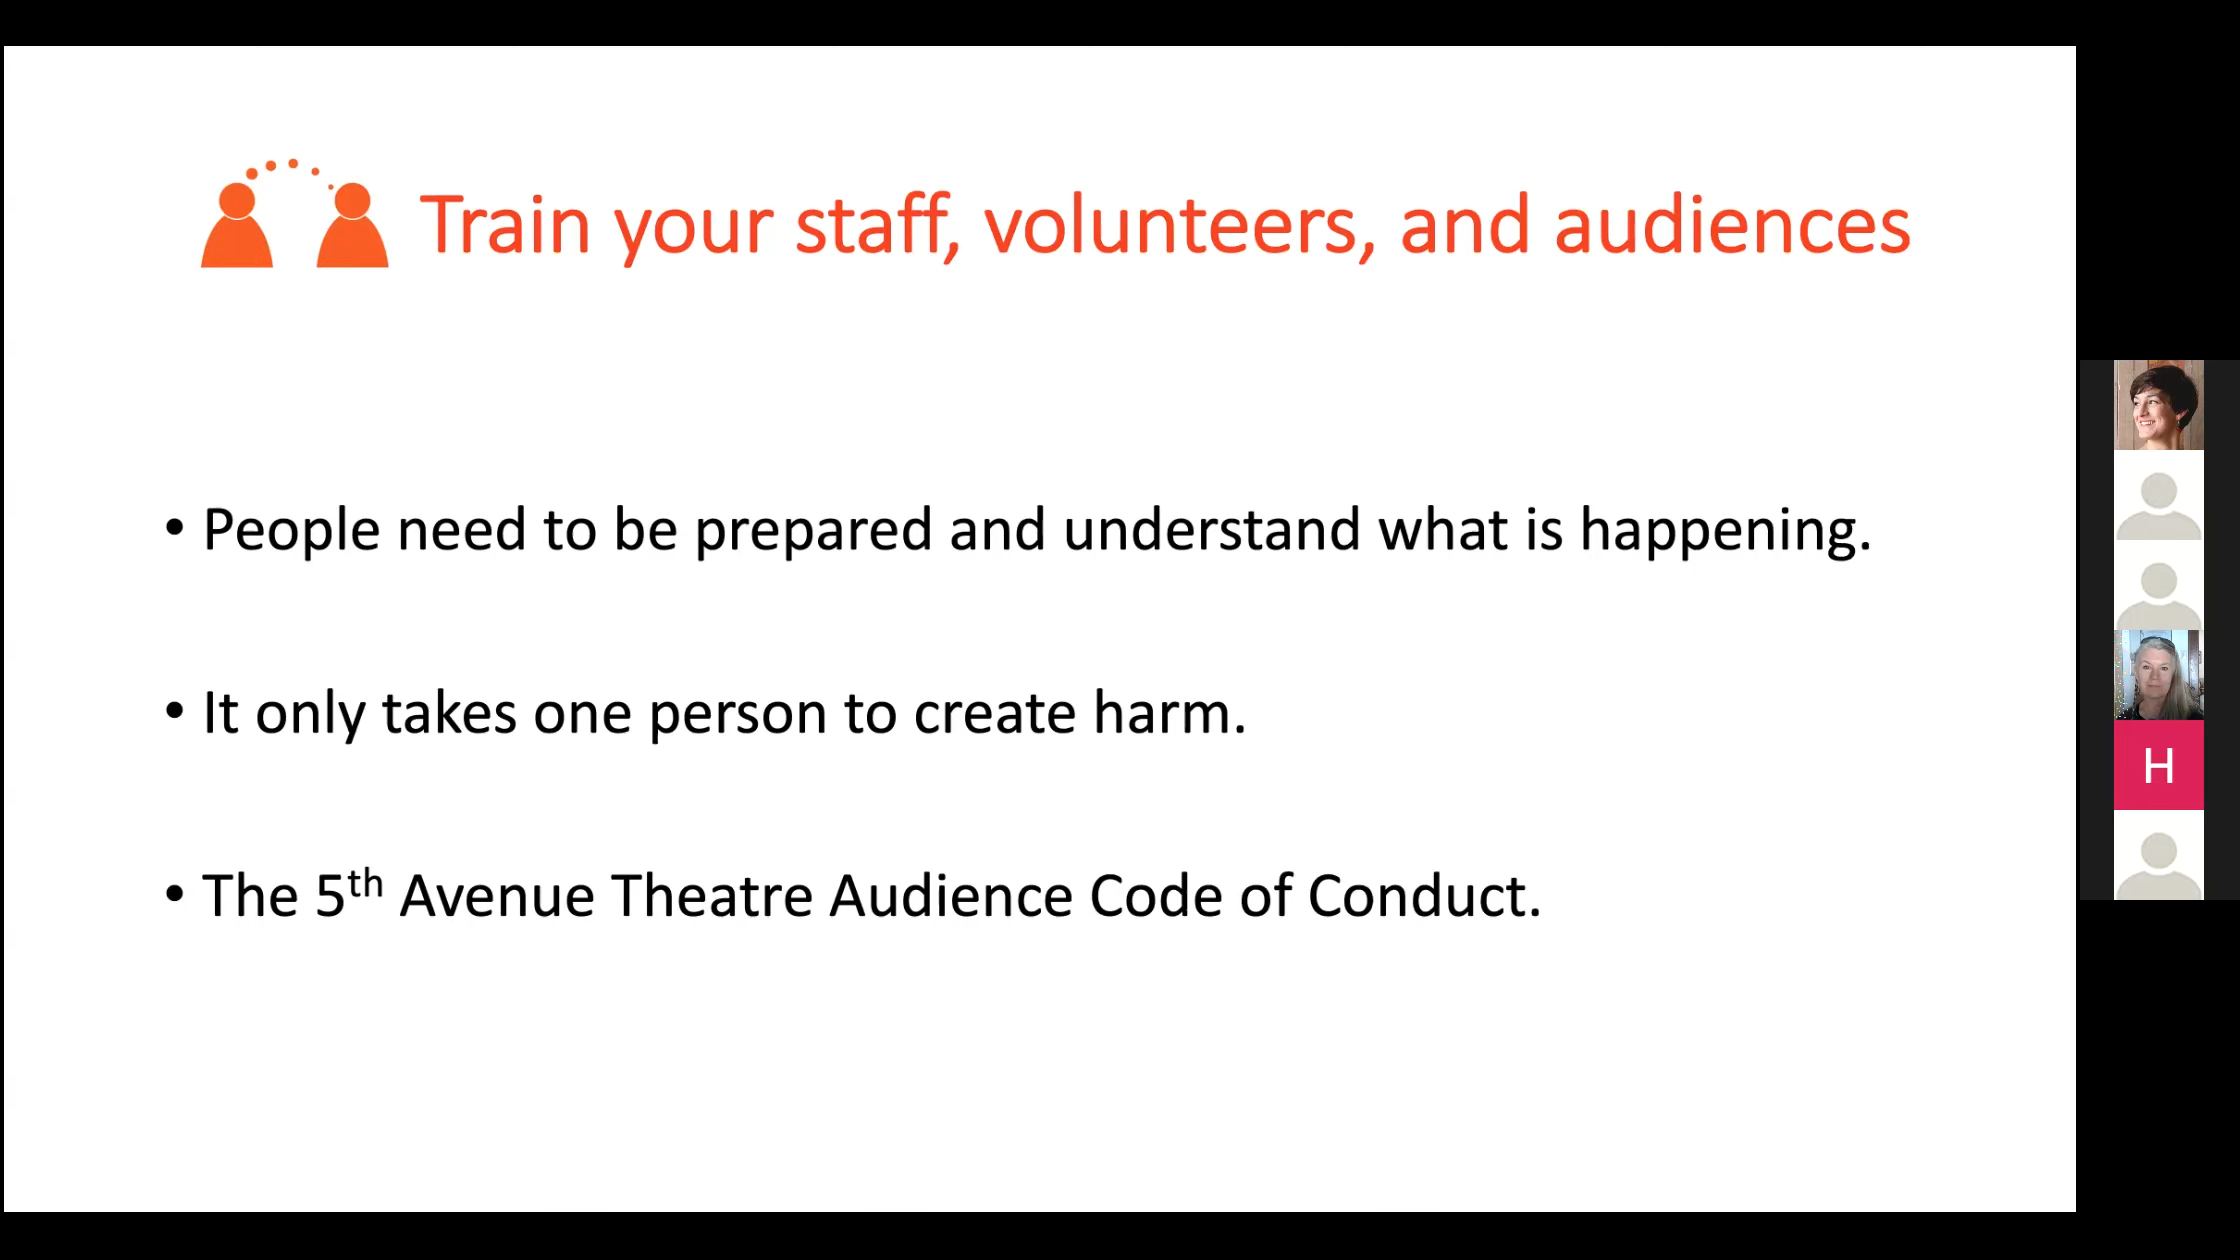 Train your staff, volunteers, and audiences
• People need to be prepared and understand what is happening.
• It only takes one person to create harm.
• The 5th Avenue Theatre Audience Code of Conduct.
H